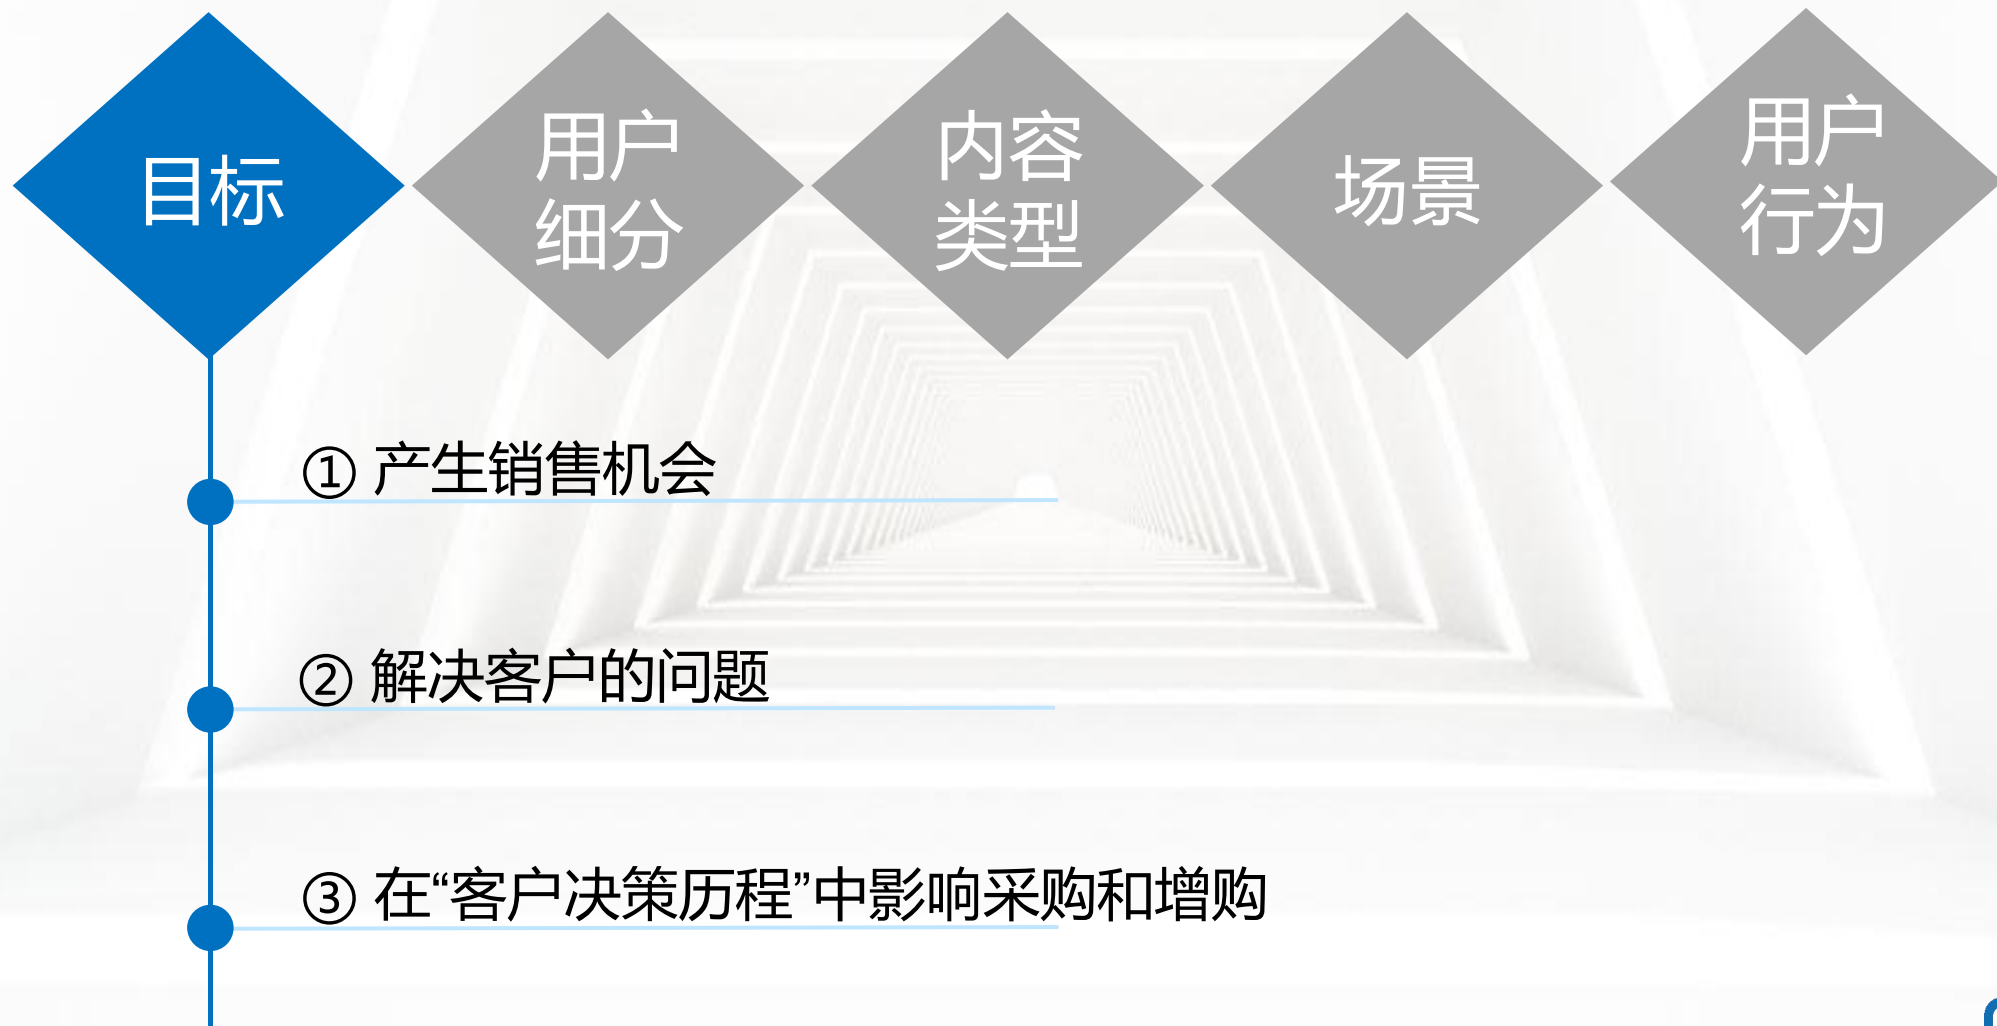 目标
用户
细分
内容
类型
场景
用户
行为
① 产生销售机会
② 解决客户的问题
③ 在“客户决策历程”中影响采购和增购